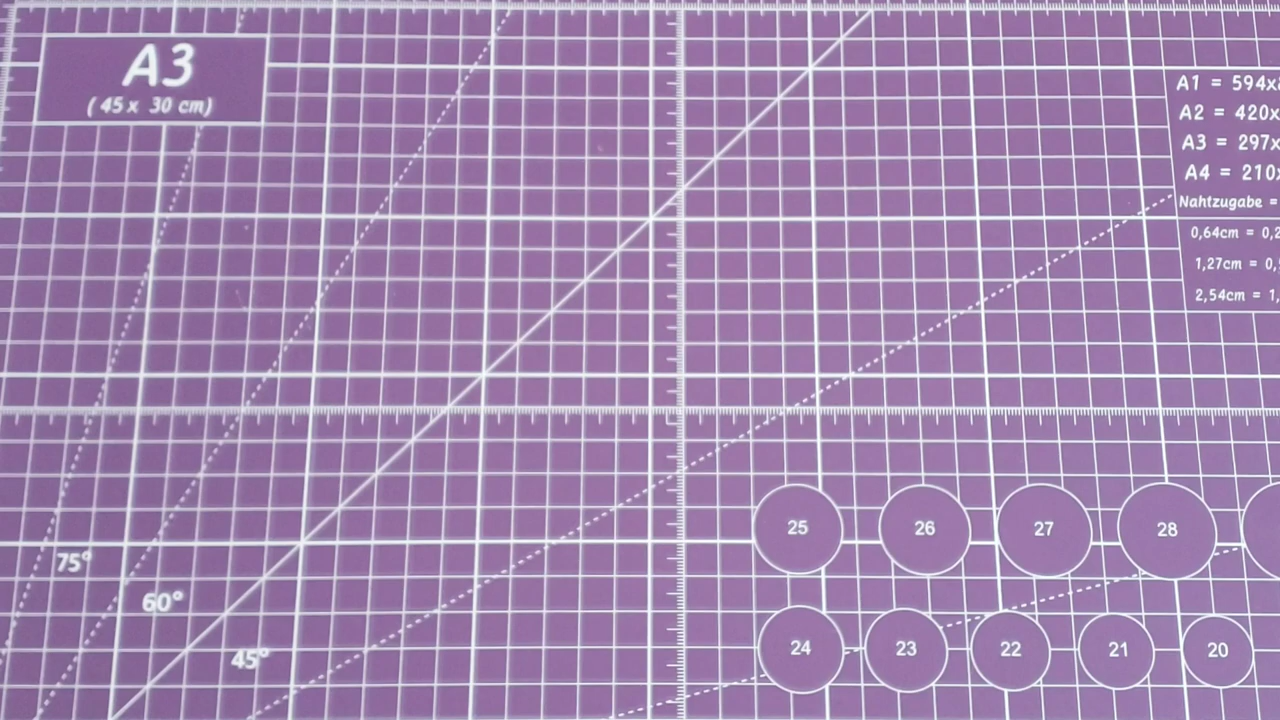 A3
(45 x 30 cm)
A1 = 594x
A2 = 420x
A3 = 297x
A4 = 210x
Nahtzugabe =
0,64cm = 0,2
1,27cm = 0,
2,54cm = 1,
25 26 27 28
75°
60°
45°
24 23 22 21 20